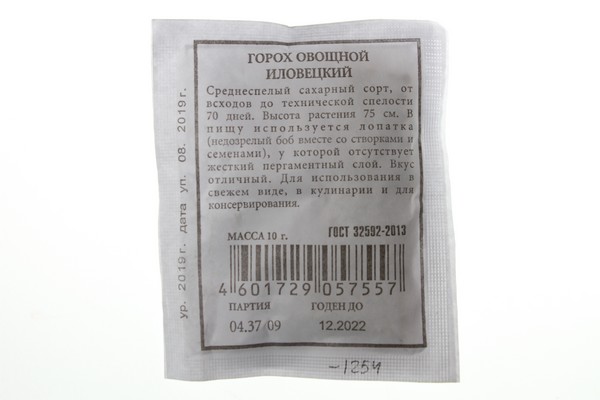 ГОРОХ ОВОЩНОЙ
ИЛОВЕЦКИЙ
Среднеспелый сахарный сорт, от
всходов до технической спелости
70 дней. Высота растения 75 см. В
пищу используется лопатка
(недозрелый боб вместе со створками и
семенами), у которой отсутствует
жесткий пергаментный слой. Вкус
отличный. Для использования в
свежем виде, в кулинарии и для
консервирования.
МАССА 10 г. ГОСТ 32592-2013
4 601729 057557
ПАРТИЯ ГОДЕН ДО
04.37 09 12.2022
ур. 2019 г. дата уп. 08. 2019 г.